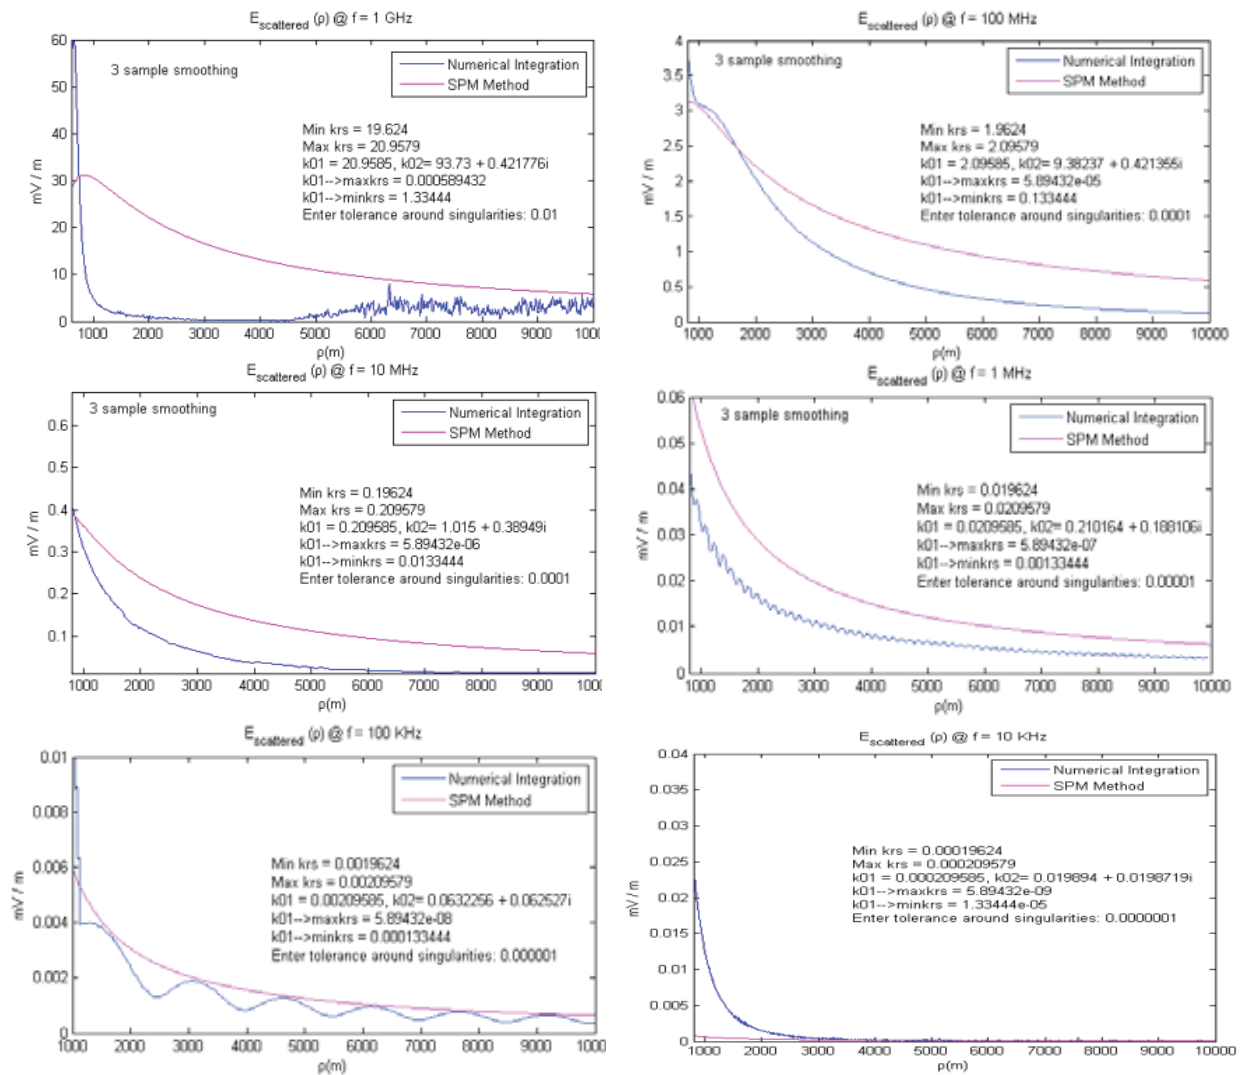 E_scattered (ρ) @ f = 1 GHz
60
50
40
30
20
10
0
mV / m
3 sample smoothing
Numerical Integration
SPM Method
Min krs = 19.624
Max krs = 20.9579
k01 = 20.9585, k02= 93.73 + 0.421776i
k01-->maxkrs = 0.000589432
k01-->minkrs = 1.33444
Enter tolerance around singularities: 0.01
1000 2000 3000 4000 5000 6000 7000 8000 9000 1000
ρ(m)
E_scattered (ρ) @ f = 100 MHz
4
3.5
3
2.5
2
1.5
1
0.5
0
mV / m
3 sample smoothing
Numerical Integration
SPM Method
Min krs = 1.9624
Max krs = 2.09579
k01 = 2.09585, k02= 9.38237 + 0.421355i
k01-->maxkrs = 5.89432e-05
k01-->minkrs = 0.133444
Enter tolerance around singularities: 0.0001
1000 2000 3000 4000 5000 6000 7000 8000 9000 10000
ρ(m)
E_scattered (ρ) @ f = 10 MHz
0.6
0.5
0.4
0.3
0.2
0.1
mV / m
3 sample smoothing
Numerical Integration
SPM Method
Min krs = 0.19624
Max krs = 0.209579
k01 = 0.209585, k02= 1.015 + 0.38949i
k01-->maxkrs = 5.89432e-06
k01-->minkrs = 0.0133444
Enter tolerance around singularities: 0.0001
1000 2000 3000 4000 5000 6000 7000 8000 9000 1000
ρ(m)
E_scattered (ρ) @ f = 1 MHz
0.06
0.05
0.04
0.03
0.02
0.01
0
mV / m
3 sample smoothing
Numerical Integration
SPM Method
Min krs = 0.019624
Max krs = 0.0209579
k01 = 0.0209585, k02= 0.210164 + 0.188106i
k01-->maxkrs = 5.89432e-07
k01-->minkrs = 0.00133444
Enter tolerance around singularities: 0.00001
1000 2000 3000 4000 5000 6000 7000 8000 9000 10000
ρ(m)
E_scattered (ρ) @ f = 100 KHz
0.01
0.008
0.006
0.004
0.002
0
mV / m
Numerical Integration
SPM Method
Min krs = 0.0019624
Max krs = 0.00209579
k01 = 0.00209585, k02= 0.0632256 + 0.062527i
k01-->maxkrs = 5.89432e-08
k01-->minkrs = 0.000133444
Enter tolerance around singularities: 0.000001
1000 2000 3000 4000 5000 6000 7000 8000 9000 1000
ρ(m)
E_scattered (ρ) @ f = 10 KHz
0.04
0.035
0.03
0.025
0.02
0.015
0.01
0.005
0
mV / m
Numerical Integration
SPM Method
Min krs = 0.00019624
Max krs = 0.000209579
k01 = 0.000209585, k02= 0.019894 + 0.0198719i
k01-->maxkrs = 5.89432e-09
k01-->minkrs = 1.33444e-05
Enter tolerance around singularities: 0.0000001
1000 2000 3000 4000 5000 6000 7000 8000 9000 10000
ρ(m)